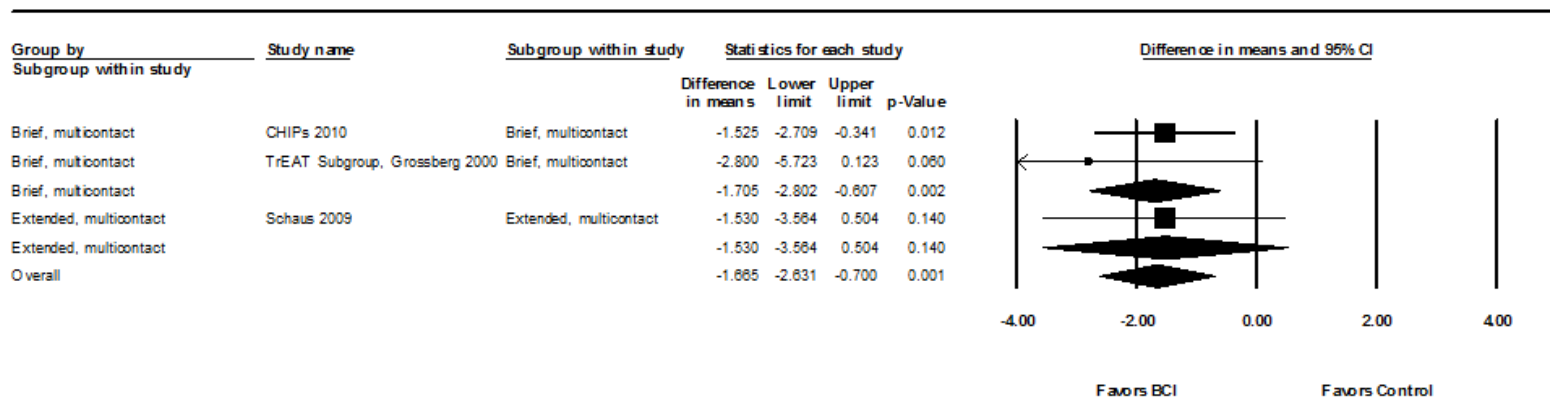 Group by Study name Subgroup within study Statistics for each study Difference in means and 95% CI
Subgroup within study
Difference Lower Upper
in means limit limit p-Value
Brief, multicontact CHIPs 2010 Brief, multicontact -1.525 -2.709 -0.341 0.012
Brief, multicontact TrEAT Subgroup, Grossberg 2000 Brief, multicontact -2.800 -5.723 0.123 0.060
Brief, multicontact -1.705 -2.802 -0.607 0.002
Extended, multicontact Schaus 2009 Extended, multicontact -1.530 -3.564 0.504 0.140
Extended, multicontact -1.530 -3.564 0.504 0.140
Overall -1.665 -2.631 -0.700 0.001
-4.00 -2.00 0.00 2.00 4.00
Favors BCI Favors Control